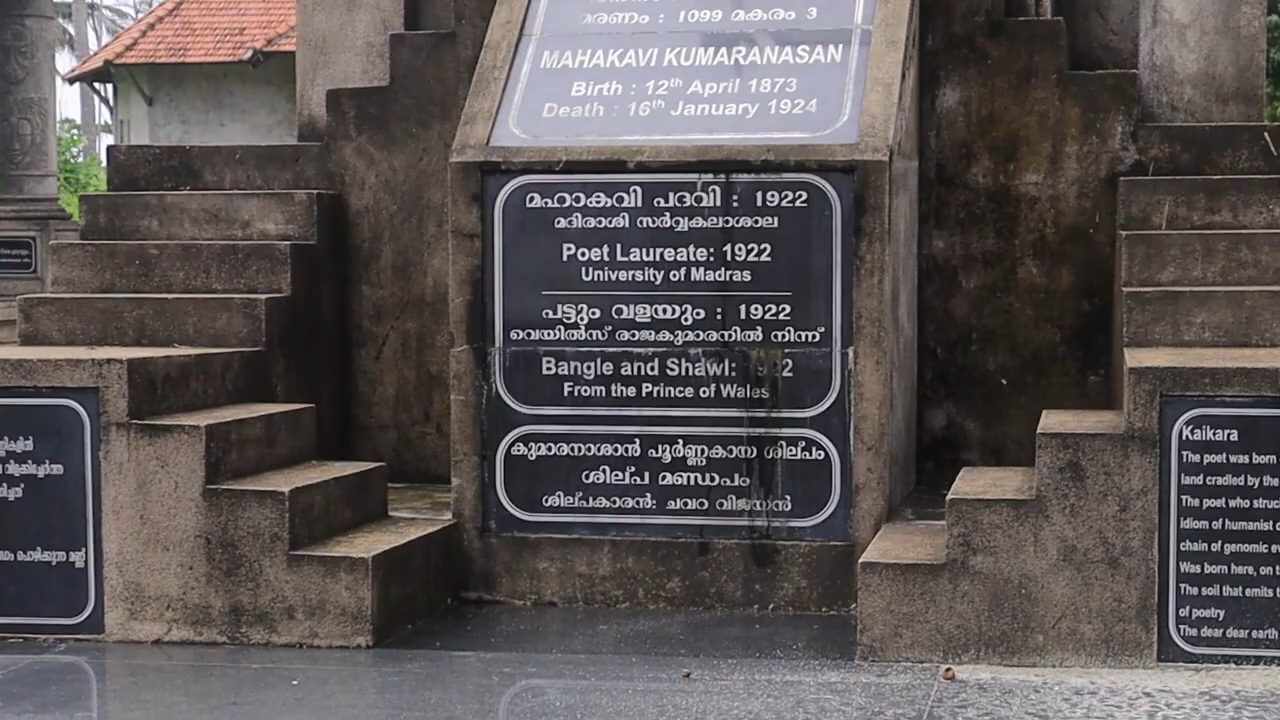 മരണം : 1099 മകരം 3
MAHAKAVI KUMARANASAN
Birth : 12th April 1873
Death : 16th January 1924
മഹാകവി പദവി : 1922
മദിരാശി സർവ്വകലാശാല
Poet Laureate: 1922
University of Madras
പട്ടും വളയും : 1922
വെയിൽസ് രാജകുമാരനിൽ നിന്ന്
Bangle and Shawl: 1922
From the Prince of Wales
കുമാരനാശാൻ പൂർണ്ണകായ ശില്പം
ശില്പ മണ്ഡപം
ശില്പകാരൻ: ചവറ വിജയൻ
പൊഴിക്കുന്ന മണ്ണ്
Kaikara
The poet was born
land cradled by the
The poet who
idiom of humanist
chain of genomic
Was born here, on
The soil that emits
of poetry
The dear dear earth